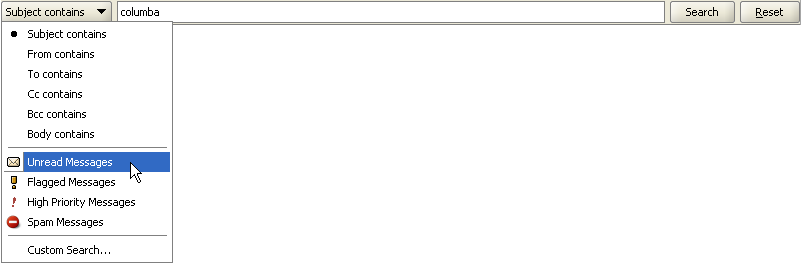 Subject contains columba Search Reset
Subject contains
From contains
To contains
Cc contains
Bcc contains
Body contains
Unread Messages
Flagged Messages
High Priority Messages
Spam Messages
Custom Search...